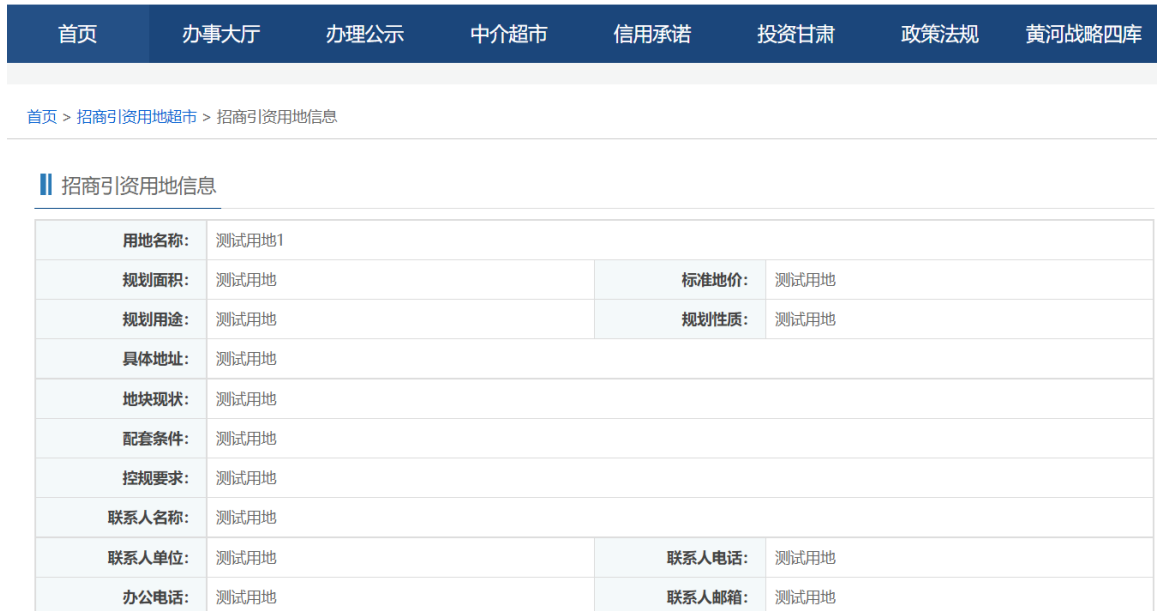 首页 办事大厅 办理公示 中介超市 信用承诺 投资甘肃 政策法规 黄河战略四库
首页 > 招商引资用地超市 > 招商引资用地信息
招商引资用地信息
用地名称: 测试用地1
规划面积: 测试用地 标准地价: 测试用地
规划用途: 测试用地 规划性质: 测试用地
具体地址: 测试用地
地块现状: 测试用地
配套条件: 测试用地
控规要求: 测试用地
联系人名称: 测试用地
联系人单位: 测试用地 联系人电话: 测试用地
办公电话: 测试用地 联系人邮箱: 测试用地